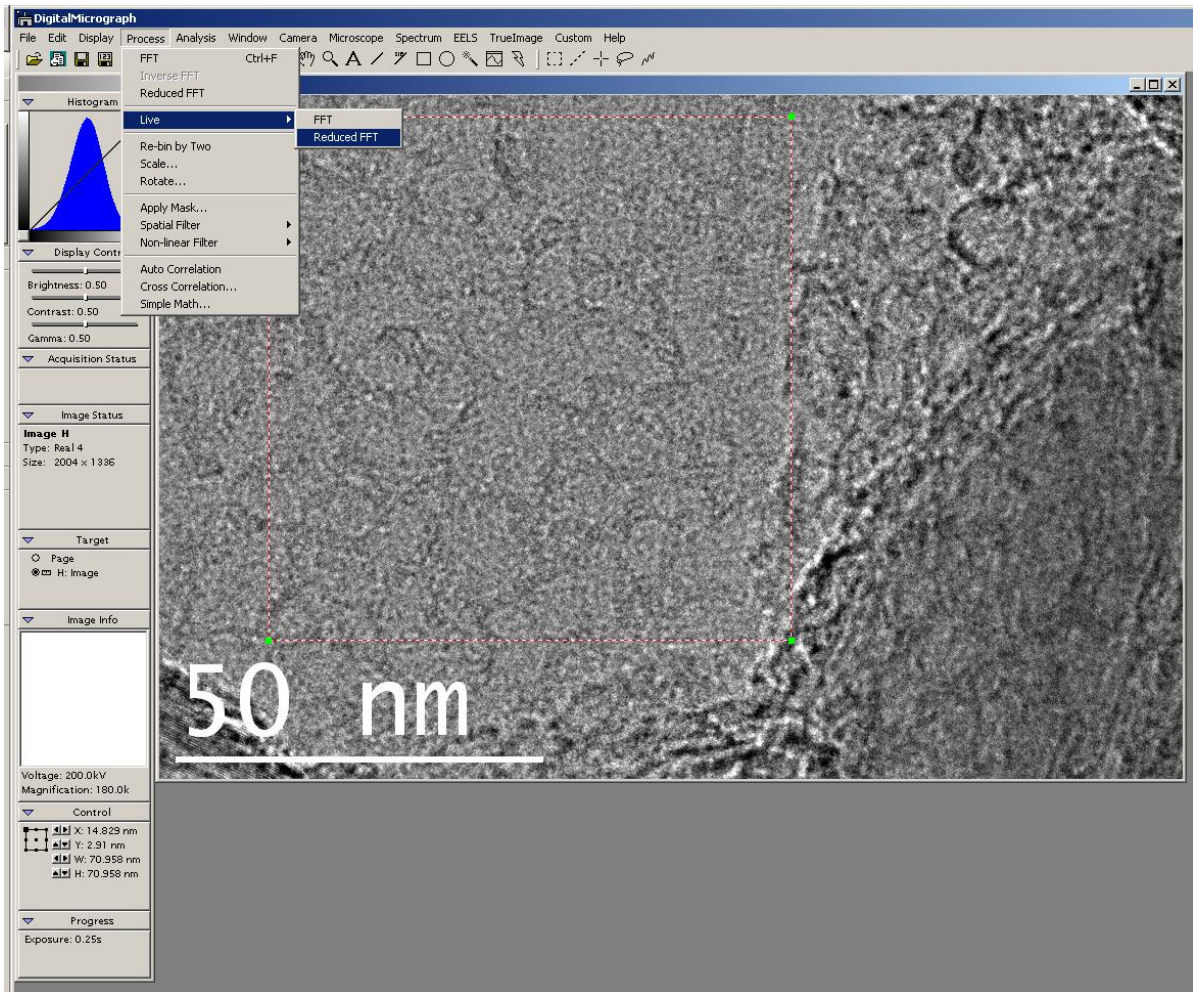 DigitalMicrograph
File Edit Display Process Analysis Window Camera Microscope Spectrum EELS TrueImage Custom Help
FFT Ctrl+F
Inverse FFT
Reduced FFT
Live
FFT
Reduced FFT
Re-bin by Two
Scale...
Rotate...
Apply Mask...
Spatial Filter
Non-linear Filter
Auto Correlation
Cross Correlation...
Simple Math...
Histogram
Display Contr
Brightness: 0.50
Contrast: 0.50
Gamma: 0.50
Acquisition Status
Image Status
Image H
Type: Real 4
Size: 2004 x 1336
Target
Page
H: Image
Image Info
Voltage: 200.0kV
Magnification: 180.0k
Control
X: 14.829 nm
Y: 2.91 nm
W: 70.958 nm
H: 70.958 nm
Progress
Exposure: 0.25s
50 nm